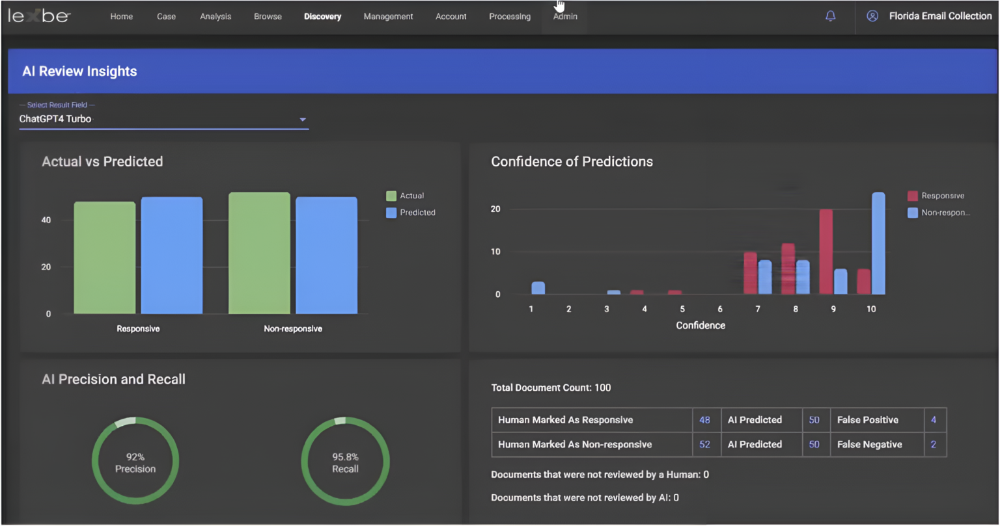 lexbe Home Case Analysis Browse Discovery Management Account Processing Admin Florida Email Collection
AI Review Insights
Select Result Field
ChatGPT4 Turbo
Actual vs Predicted
40
20
0
Responsive Non-responsive
Actual
Predicted
Confidence of Predictions
20
10
0
1 2 3 4 5 6 7 8 9 10
Confidence
Responsive
Non-respon...
AI Precision and Recall
92%
Precision
95.8%
Recall
Total Document Count: 100
Human Marked As Responsive 48 AI Predicted 50 False Positive 4
Human Marked As Non-responsive 52 AI Predicted 50 False Negative 2
Documents that were not reviewed by a Human: 0
Documents that were not reviewed by AI: 0